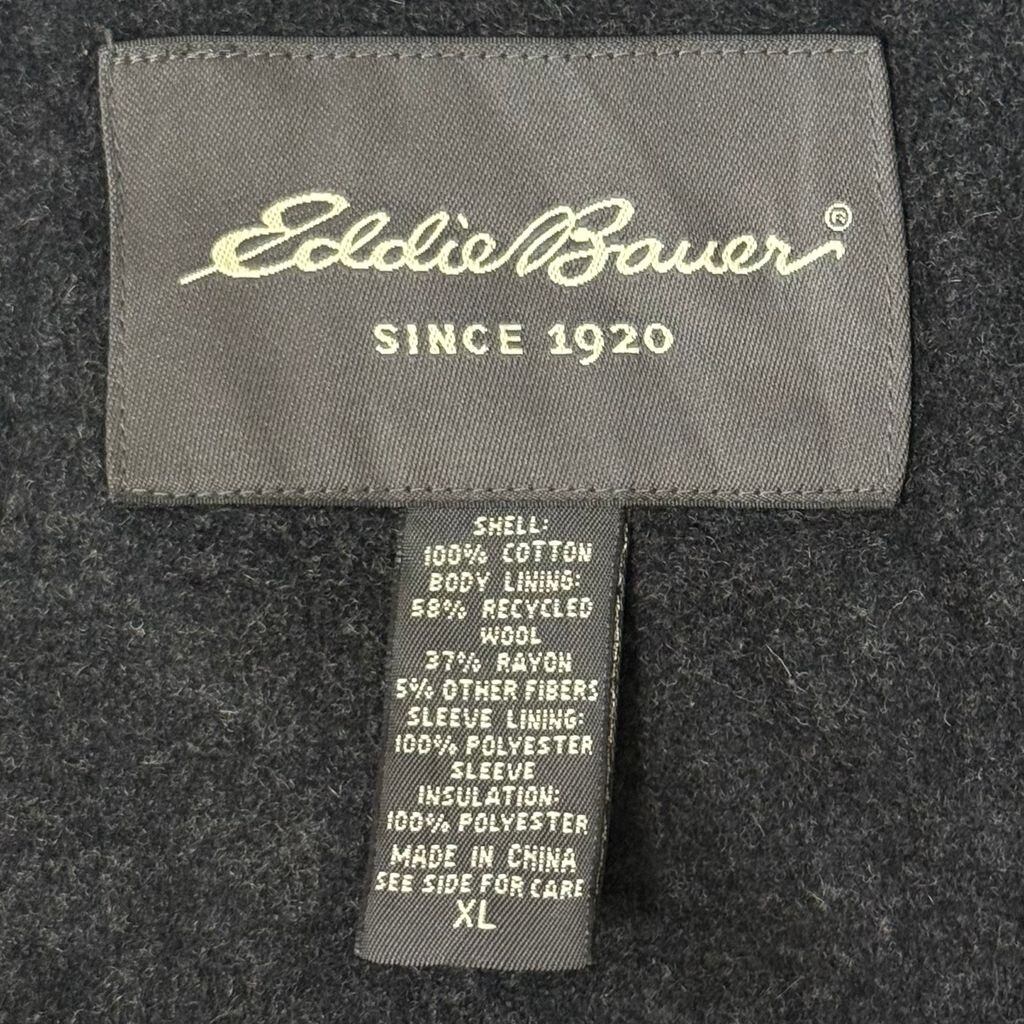 Eddie Bauer®
SINCE 1920
SHELL:
100% COTTON
BODY LINING:
58% RECYCLED
WOOL
37% RAYON
5% OTHER FIBERS
SLEEVE LINING:
100% POLYESTER
SLEEVE
INSULATION:
100% POLYESTER
MADE IN CHINA
SEE SIDE FOR CARE
XL